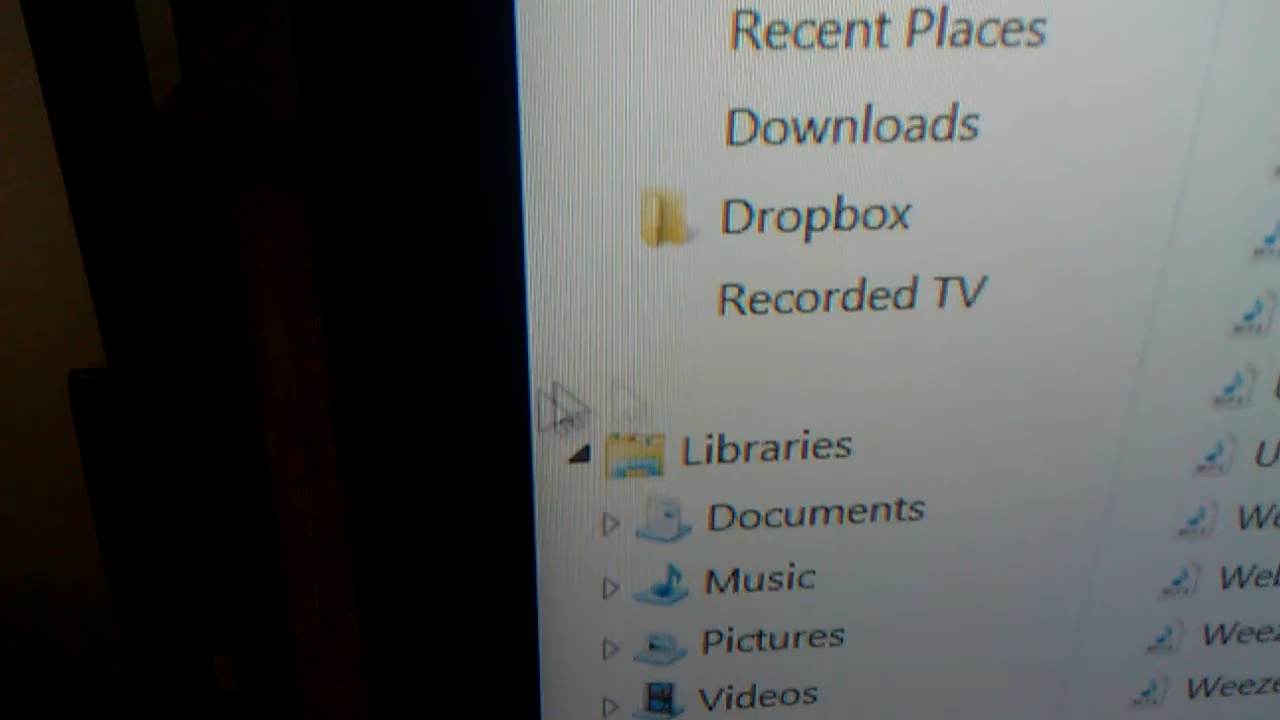 Recent Places
Downloads
Dropbox
Recorded TV
Libraries
Documents
Music
Pictures
Videos